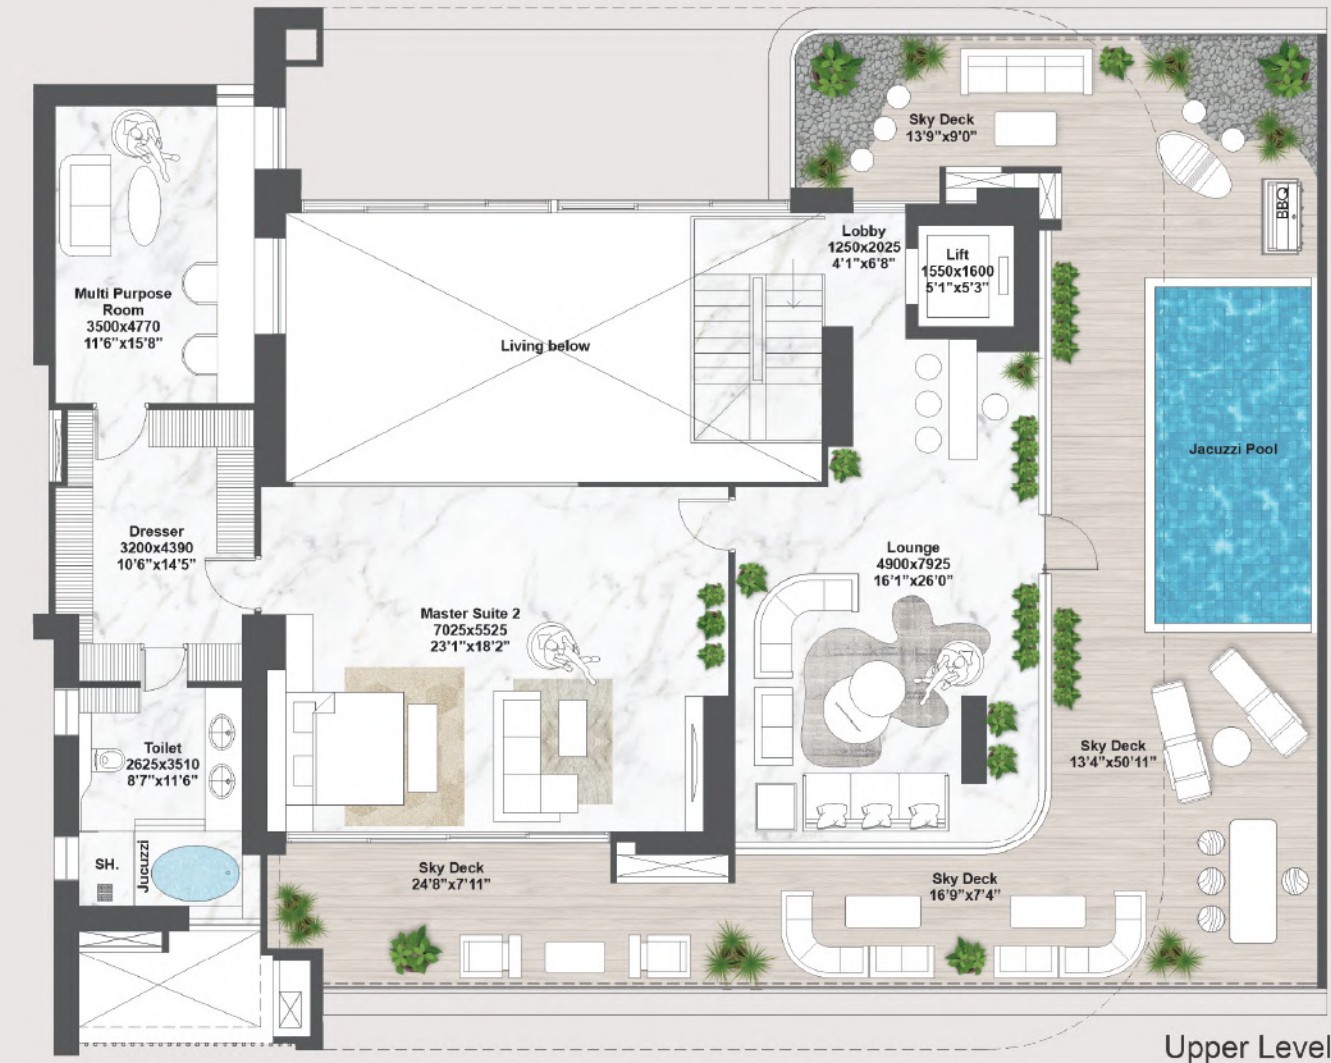 Sky Deck
13'9"x9'0"
BBQ
Lobby
1250x2025
4'1"x6'8"
Lift
1550x1600
5'1"x5'3"
Multi Purpose
Room
3500x4770
11'6"x15'8"
Living below
Jacuzzi Pool
Dresser
3200x4390
10'6"x14'5"
Lounge
4900x7925
16'1"x26'0"
Master Suite 2
7025x5525
23'1"x18'2"
Toilet
2625x3510
8'7"x11'6"
Sky Deck
13'4"x50'11"
SH.
Jucuzzi
Sky Deck
24'8"x7'11"
Sky Deck
16'9"x7'4"
Upper Level